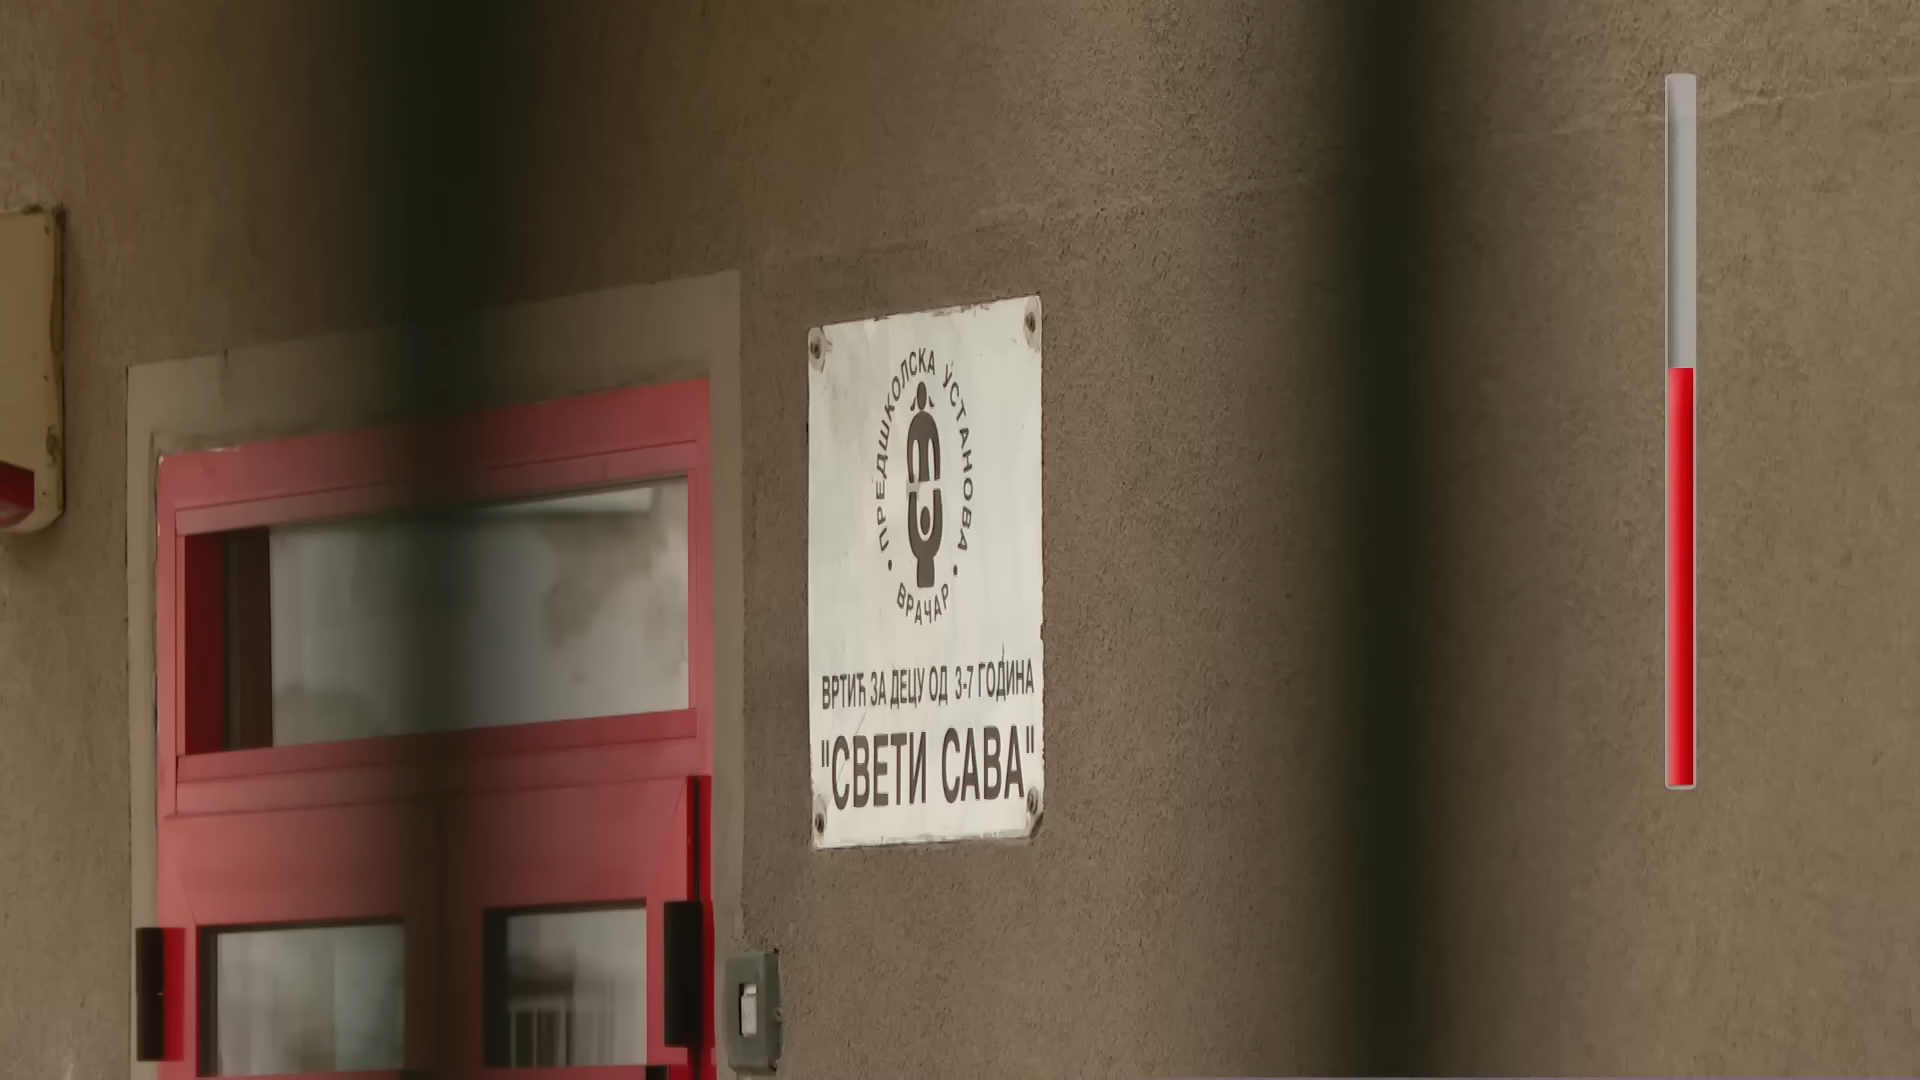 ПРЕДШКОЛСКА УСТАНОВА
• ВРАЧАР •
ВРТИЋ ЗА ДЕЦУ ОД 3-7 ГОДИНА
"СВЕТИ САВА"